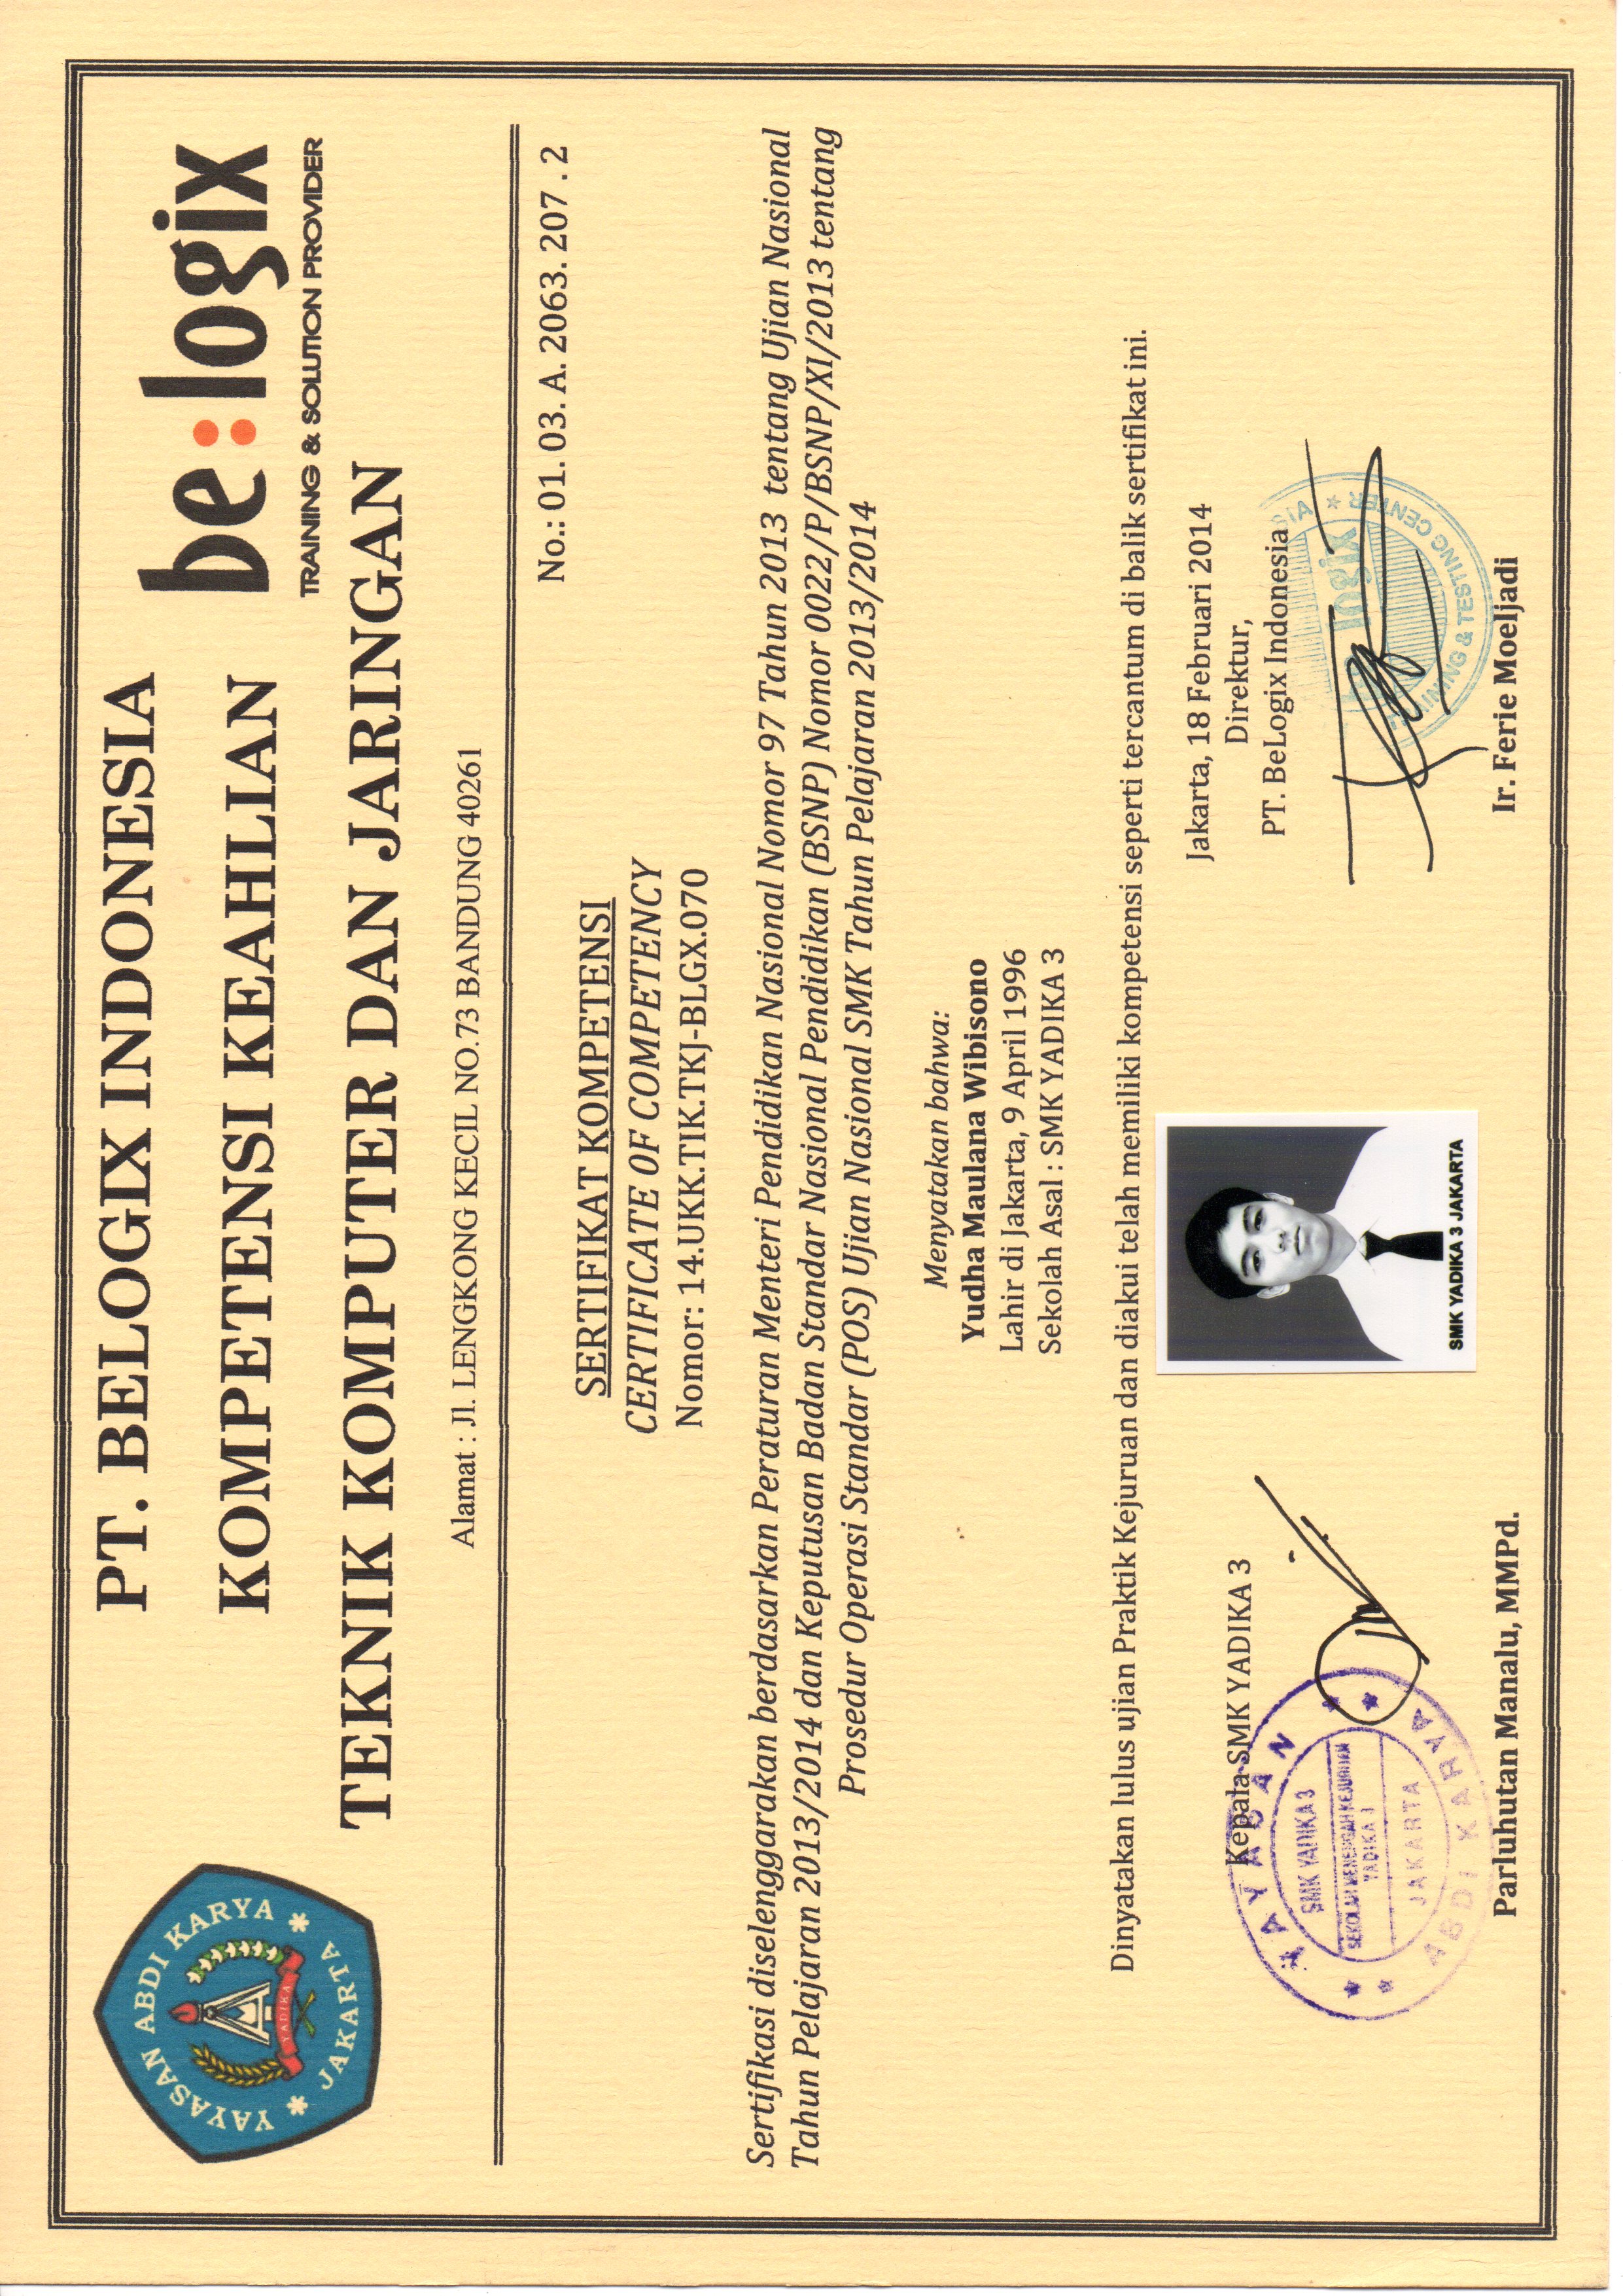 YAYASAN ABDI KARYA
YADIKA
JAKARTA
PT. BELOGIX INDONESIA
KOMPETENSI KEAHLIAN
TEKNIK KOMPUTER DAN JARINGAN
be:logix
TRAINING & SOLUTION PROVIDER
Alamat : Jl. LENGKONG KECIL NO.73 BANDUNG 40261
No.: 01. 03. A. 2063. 207 . 2
SERTIFIKAT KOMPETENSI
CERTIFICATE 0F COMPETENCY
Nomor: 14.UKK.TIK.TKJ-BLGX.070
Sertifikasi diselenggarakan berdasarkan Peraturan Menteri Pendidikan Nasional Nomor 97 Tahun 2013 tentang Ujian Nasional
Tahun Pelajaran 2013/2014 dan Keputusan Badan Standar Nasional Pendidikan (BSNP) Nomor 0022/P/BSNP/XI/2013 tentang
Prosedur Operasi Standar (POS) Ujian Nasional SMK Tahun Pelajaran 2013/2014
Menyatakan bahwa:
Yudha Maulana Wibisono
Lahir di Jakarta, 9 April 1996
Sekolah Asal : SMK YADIKA 3
Dinyatakan lulus ujian Praktik Kejuruan dan diakui telah memiliki kompetensi seperti tercantum di balik sertifikat ini.
Kepala SMK YADIKA 3
YAYASAN
SMK YADIKA 3
SEKOLAH MENENGAH KEJURUAN
YADIKA 3
JAKARTA
ABDI KARYA
Parluhutan Manalu, MMPd.
SMK YADIKA 3 JAKARTA
Jakarta, 18 Februari 2014
Direktur,
PT. BeLogix Indonesia
logix
& TESTING CENTER
Ir. Ferie Moeljadi